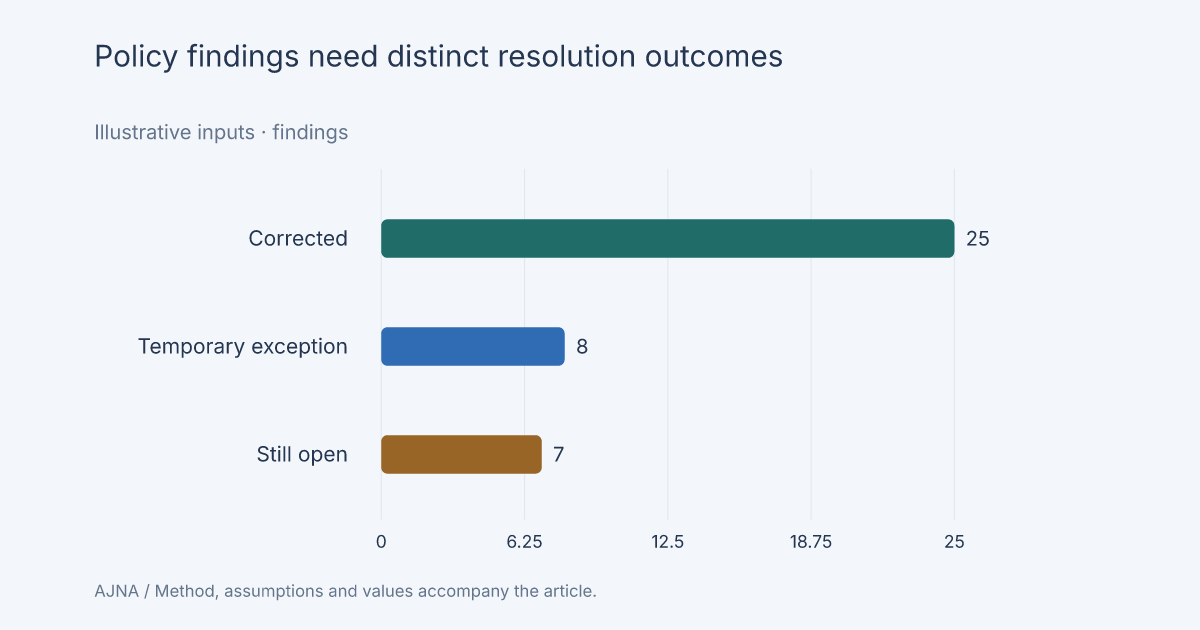 Policy findings need distinct resolution outcomes
Illustrative inputs · findings
Corrected 25
Temporary exception 8
Still open 7
0 6.25 12.5 18.75 25
AJNA / Method, assumptions and values accompany the article.